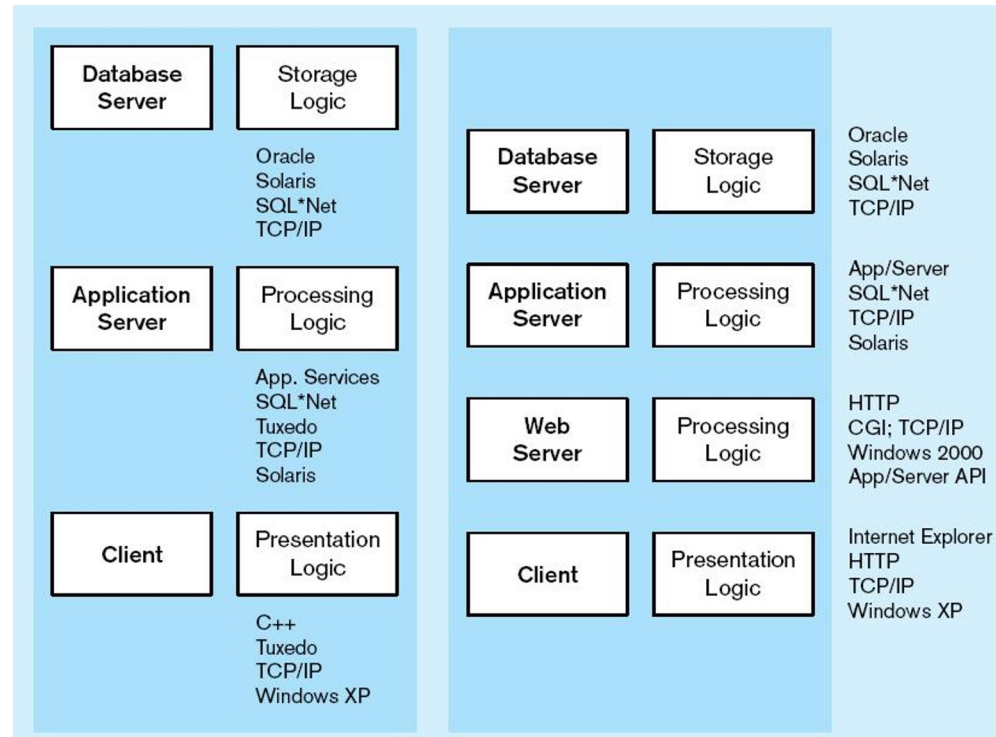 Database
Server
Storage
Logic
Oracle
Solaris
SQL*Net
TCP/IP
Application
Server
Processing
Logic
App. Services
SQL*Net
Tuxedo
TCP/IP
Solaris
Client
Presentation
Logic
C++
Tuxedo
TCP/IP
Windows XP
Database
Server
Storage
Logic
Oracle
Solaris
SQL*Net
TCP/IP
Application
Server
Processing
Logic
App/Server
SQL*Net
TCP/IP
Solaris
Web
Server
Processing
Logic
HTTP
CGI; TCP/IP
Windows 2000
App/Server API
Client
Presentation
Logic
Internet Explorer
HTTP
TCP/IP
Windows XP